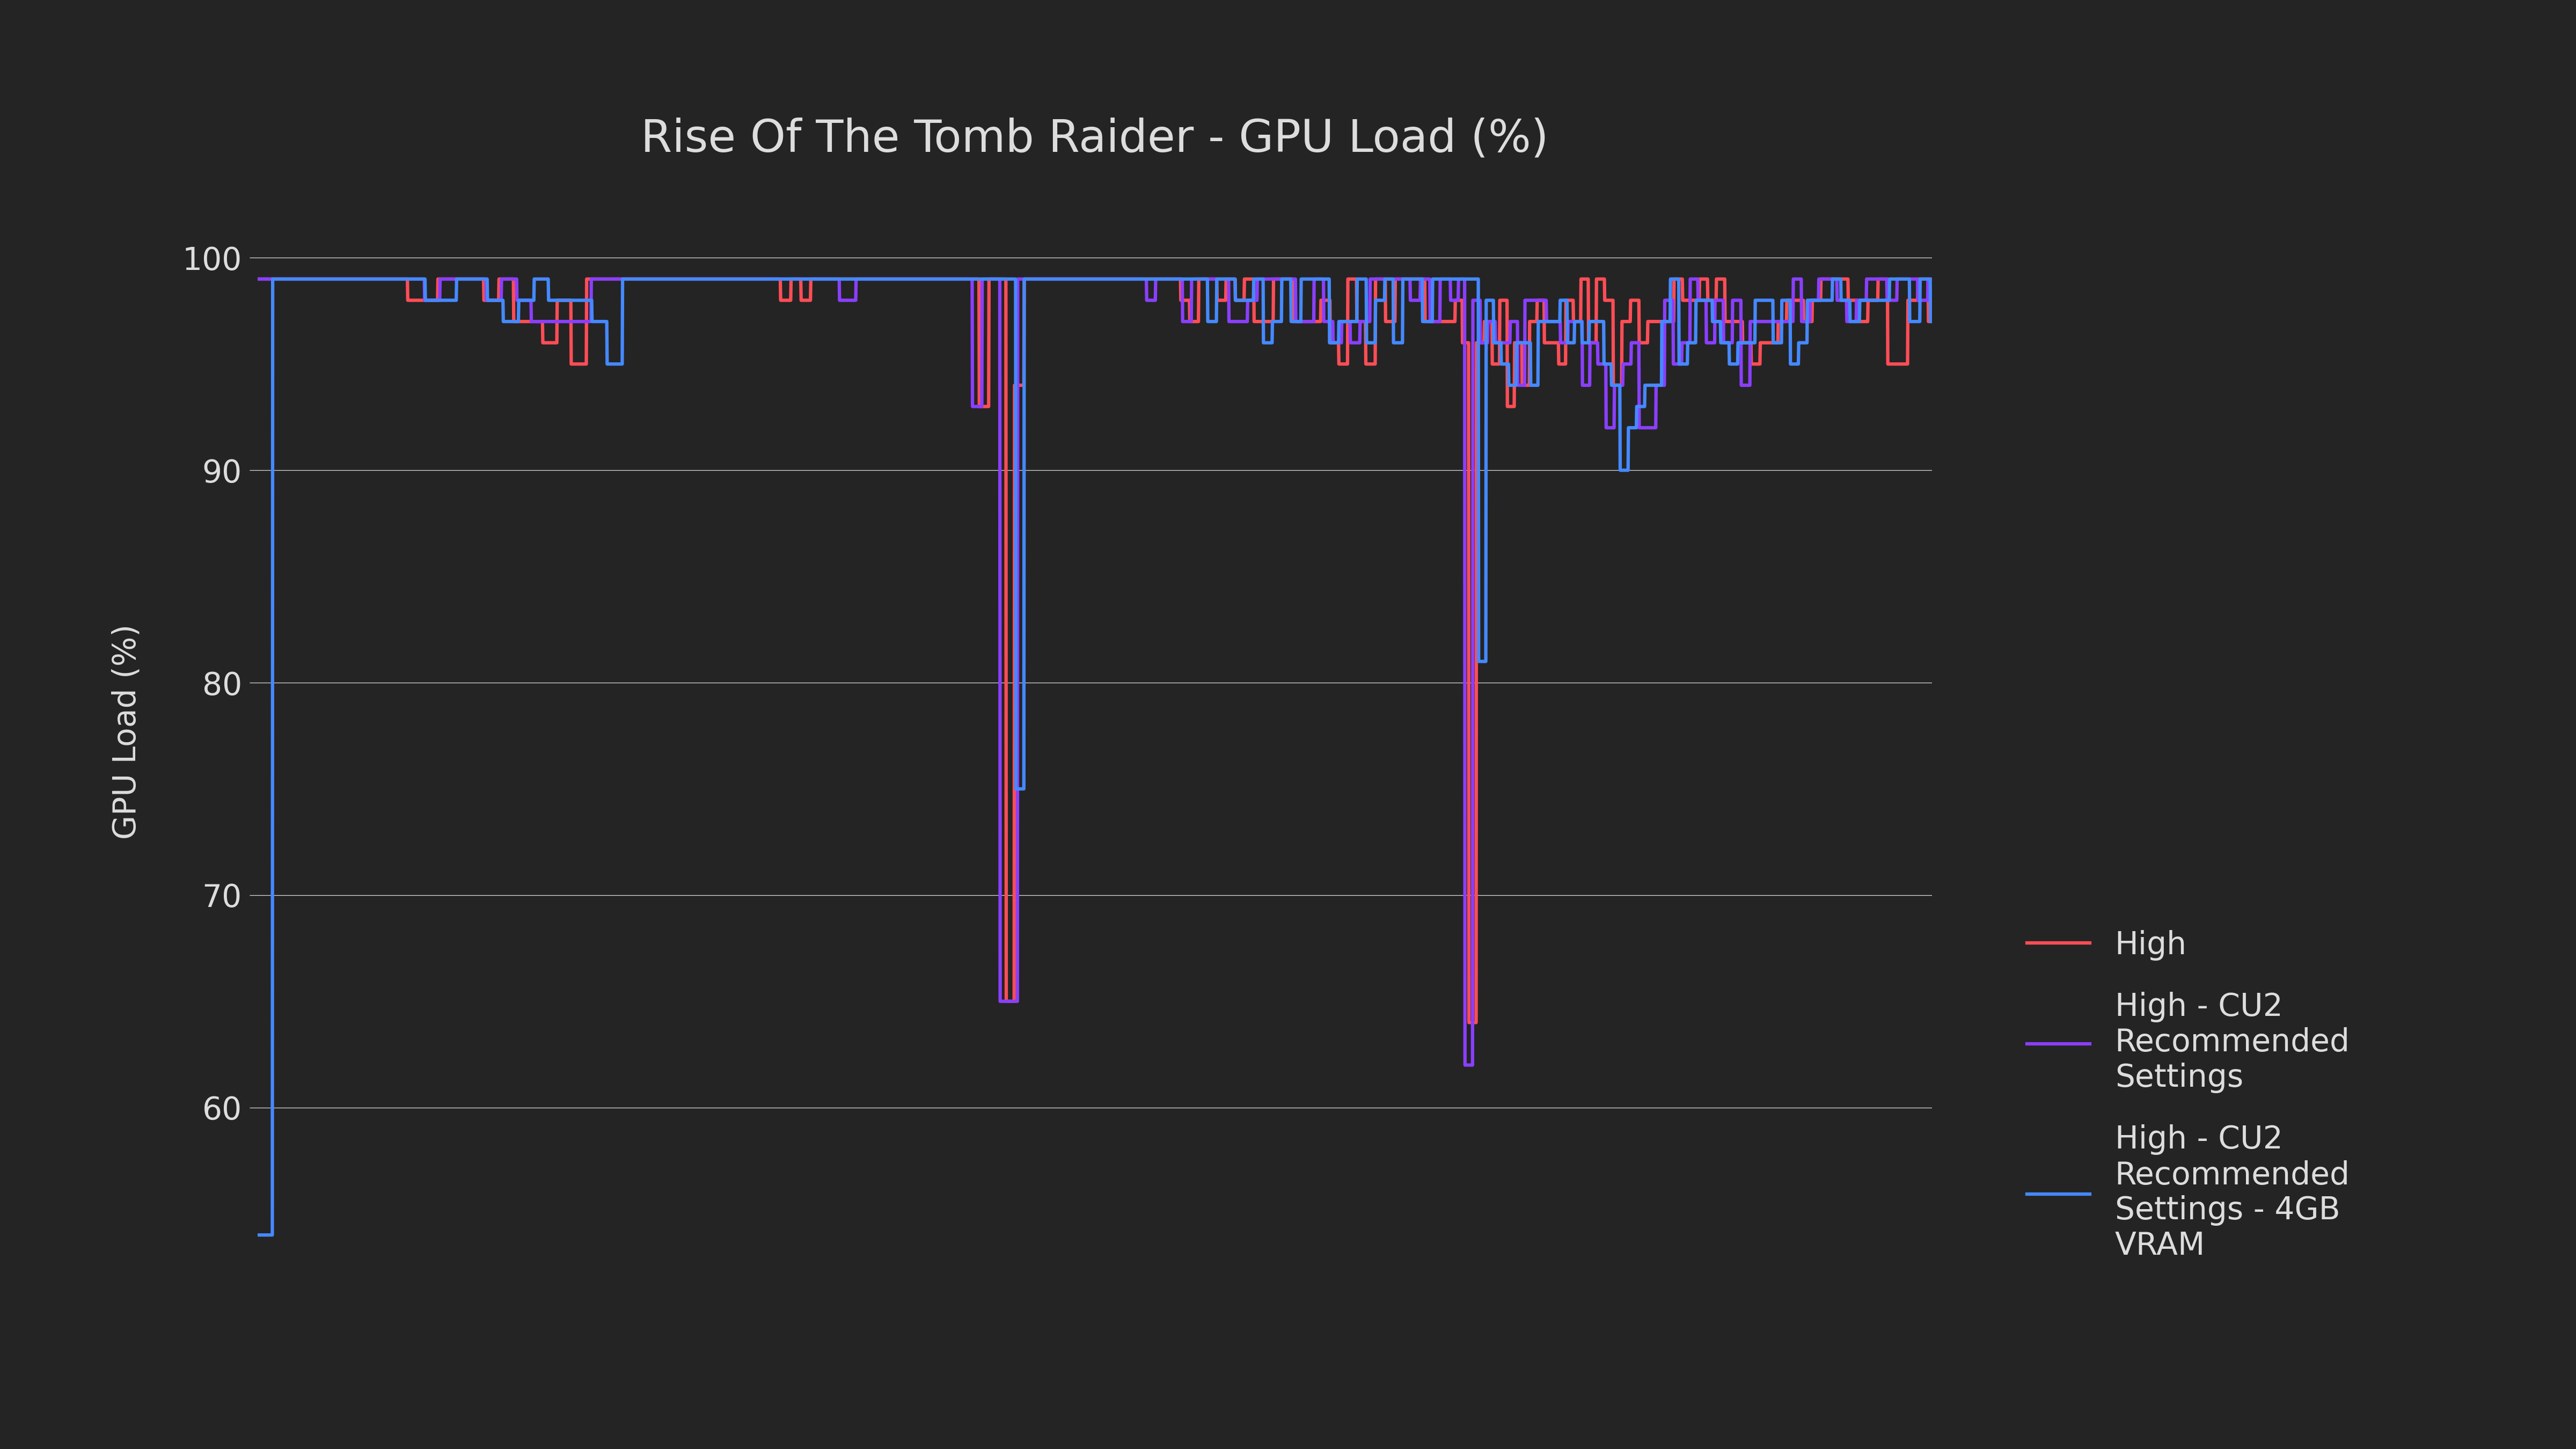 Rise Of The Tomb Raider - GPU Load (%)
100
90
80
70
60
GPU Load (%)
High
High - CU2
Recommended
Settings
High - CU2
Recommended
Settings - 4GB
VRAM